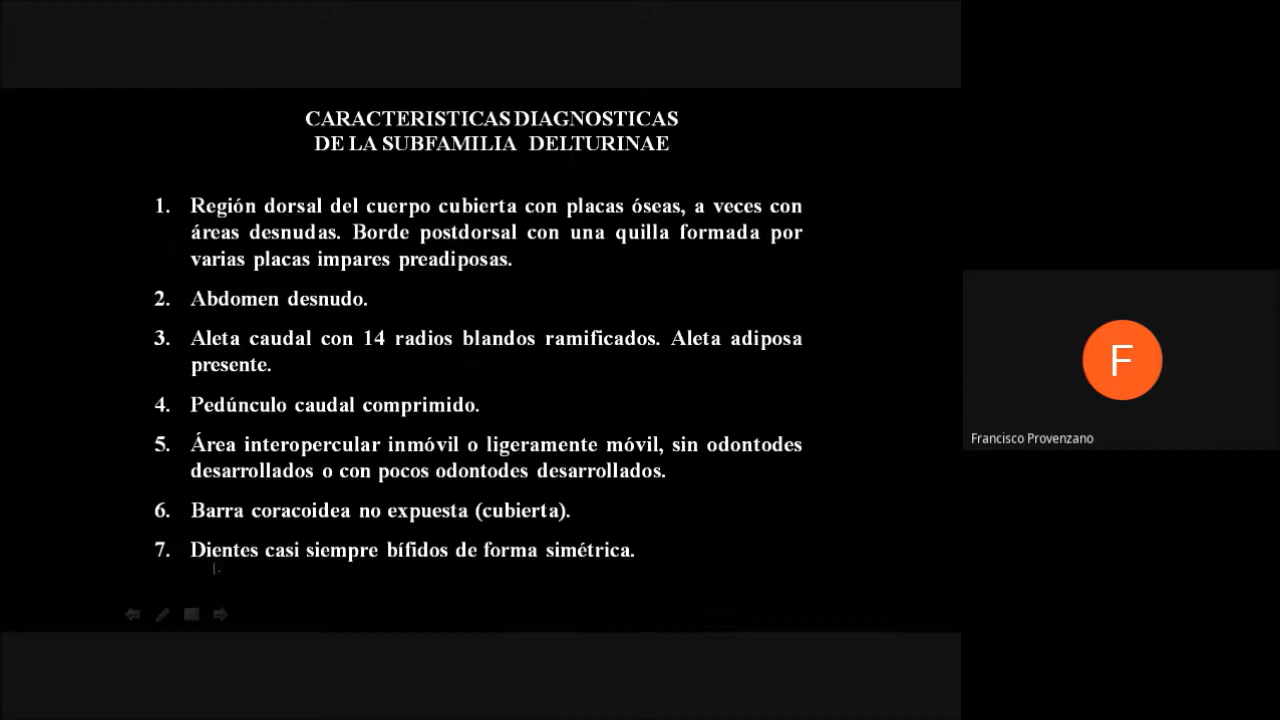 CARACTERISTICAS DIAGNOSTICAS
DE LA SUBFAMILIA DELTURINAE
1. Región dorsal del cuerpo cubierta con placas óseas, a veces con
áreas desnudas. Borde postdorsal con una quilla formada por
varias placas impares preadiposas.
2. Abdomen desnudo.
3. Aleta caudal con 14 radios blandos ramificados. Aleta adiposa
presente.
4. Pedúnculo caudal comprimido.
5. Área interopercular inmóvil o ligeramente móvil, sin odontodes
desarrollados o con pocos odontodes desarrollados.
6. Barra coracoidea no expuesta (cubierta).
7. Dientes casi siempre bífidos de forma simétrica.
F
Francisco Provenzano